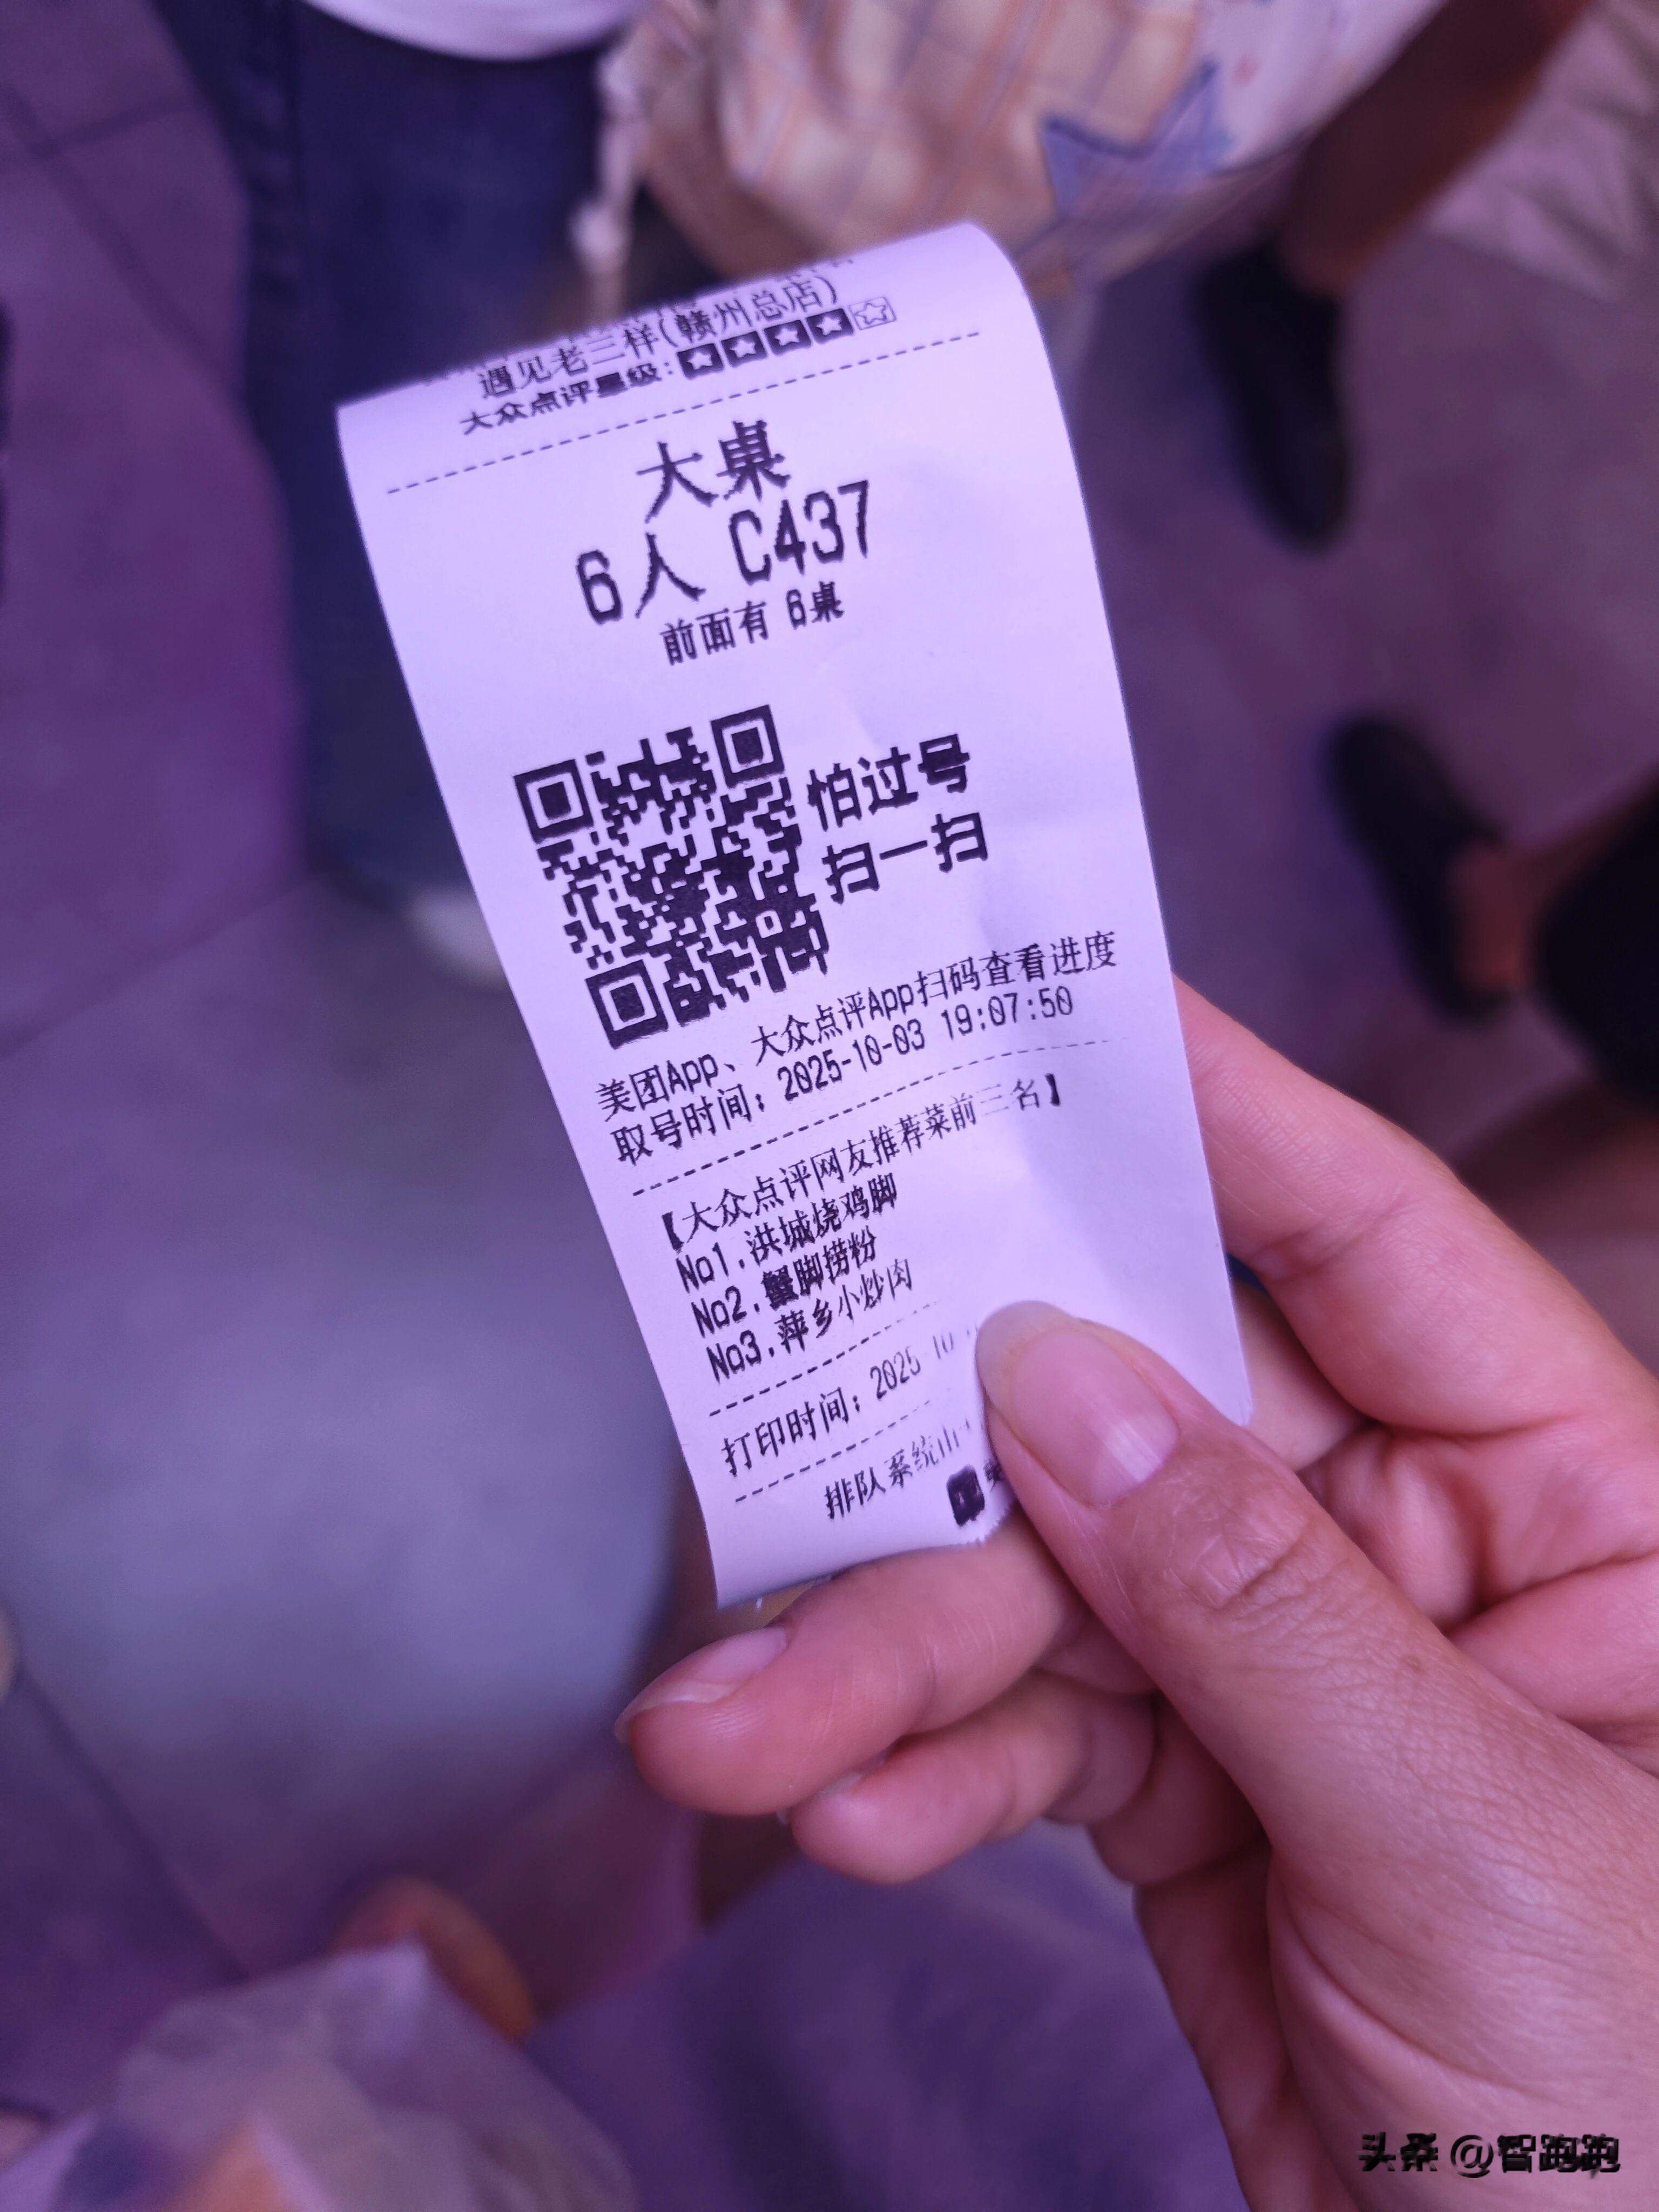 遇见老三样(赣州总店)
大众点评星级:
大桌
6人 C437
前面有 6桌
怕过号
扫一扫
美团App、大众点评App扫码查看进度
取号时间: 2025-10-03 19:07:50
【大众点评网友推荐菜前三名】
No1.洪城烧鸡脚
No2.蟹脚捞粉
No3.萍乡小炒肉
打印时间: 2025-10
排队系统由
头条 @智跑跑